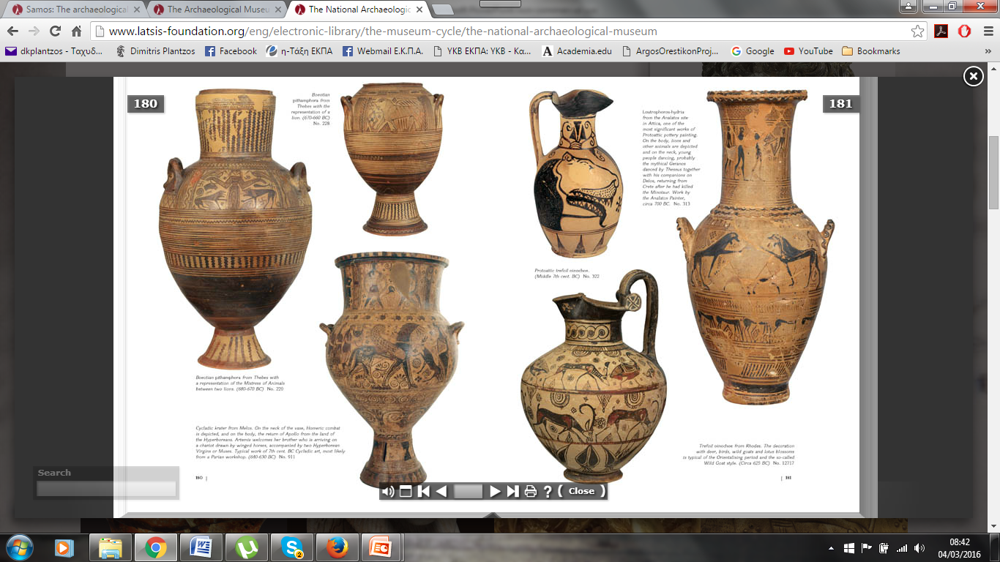 Samos: The archaeological
The Archaeological Museu
The National Archaeologic
www.latsis-foundation.org/eng/electronic-library/the-museum-cycle/the-national-archaeological-museum
dkplantzos - Ταχυδ...
Dimitris Plantzos
Facebook
η-Τάξη ΕΚΠΑ
Webmail Ε.Κ.Π.Α.
ΥΚΒ ΕΚΠΑ: ΥΚΒ - Κα...
Academia.edu
ArgosOrestikonProj...
Google
YouTube
Bookmarks
»
180
Boeotian
pithamphora from
Thebes with the
representation of a
lion. (670-660 BC)
No. 228
Boeotian pithamphora from Thebes with
a representation of the Mistress of Animals
between two lions. (680-670 BC) No. 220
Cycladic krater from Melos. On the neck of the vase, Homeric combat
is depicted, and on the body, the return of Apollo from the land of
the Hyperboreans. Artemis welcomes her brother who is arriving on
a chariot drawn by winged horses, accompanied by two Hyperborean
Virgins or Muses. Typical work of 7th cent. BC Cycladic art, most likely
from a Parian workshop. (640-630 BC) No. 911
180 |
181
Loutrophoros-hydria
from the Analatos site
in Attica, one of the
most significant works of
Protoattic pottery painting.
On the body, lions and
other animals are depicted
and on the neck, young
people dancing, probably
the mythical Geranos
danced by Theseus together
with his companions on
Delos, returning from
Crete after he had killed
the Minotaur. Work by
the Analatos Painter,
circa 700 BC. No. 313
Protoattic trefoil oinochoe.
(Middle 7th cent. BC) No. 322
Trefoil oinochoe from Rhodes. The decoration
with deer, birds, wild goats and lotus blossoms
is typical of the Orientalising period and the so-called
Wild Goat style. (Circa 625 BC) No. 12717
| 181
Search
? ( Close )
2
08:42
04/03/2016